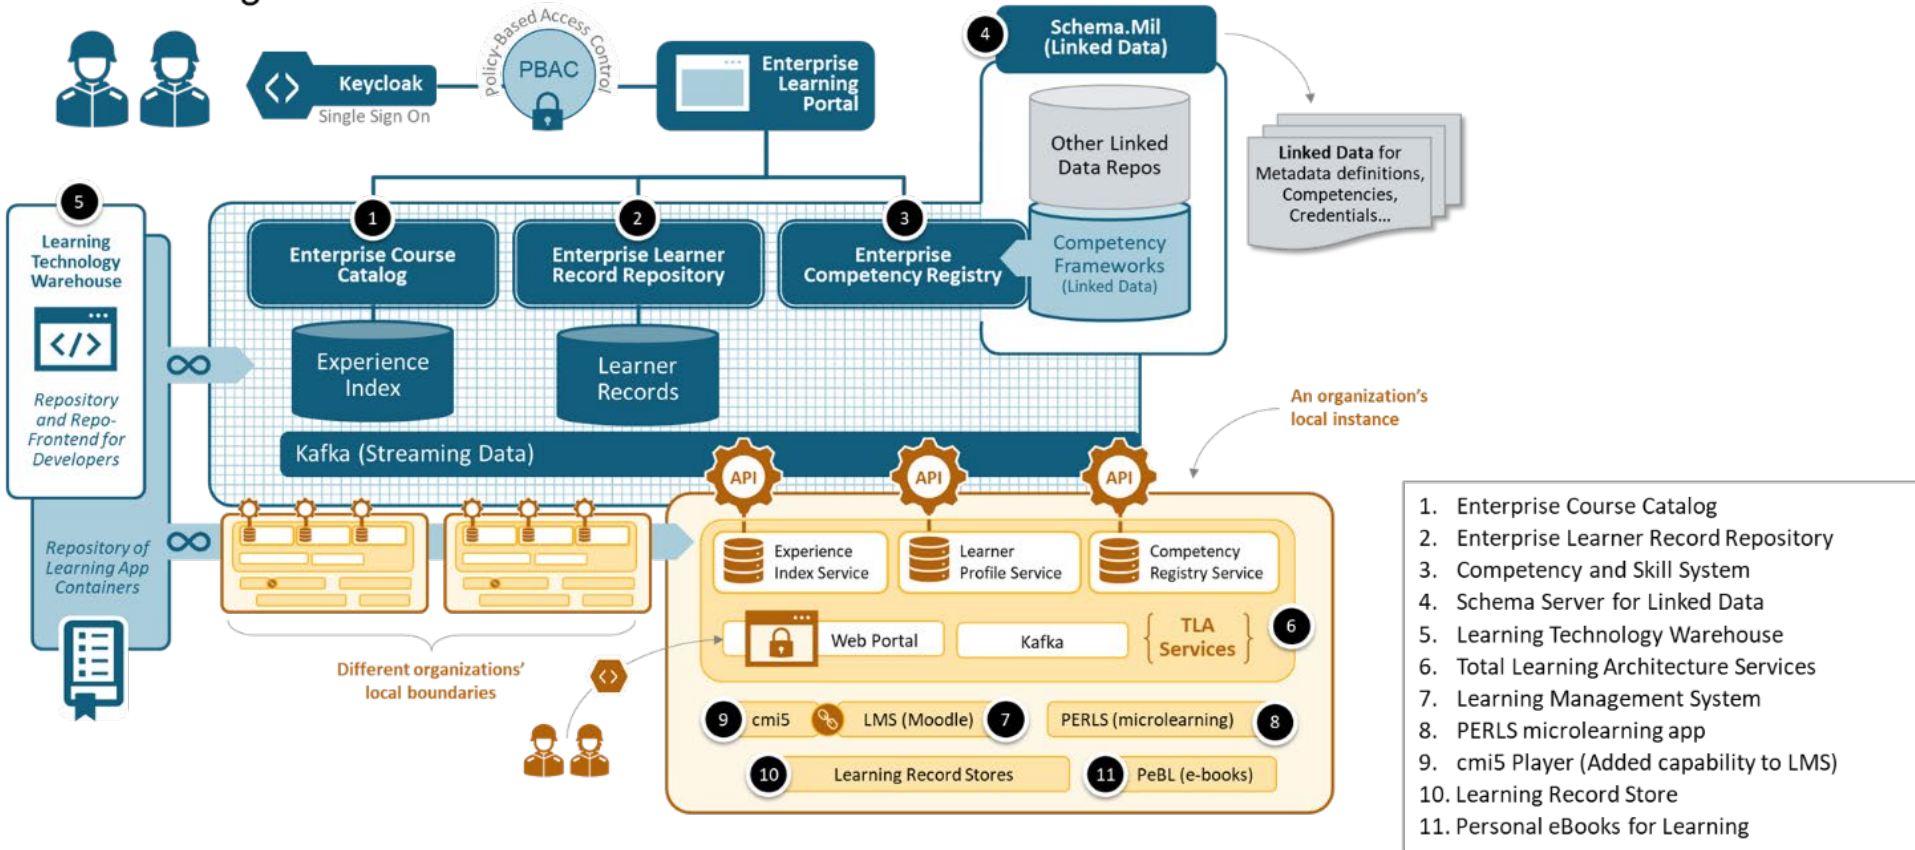 Policy-Based Access Control
PBAC
Keycloak
Single Sign On
Enterprise
Learning
Portal
4
Schema.Mil
(Linked Data)
Other Linked
Data Repos
Competency
Frameworks
(Linked Data)
Linked Data for
Metadata definitions,
Competencies,
Credentials...
5
Learning
Technology
Warehouse
Repository
and Repo-
Frontend for
Developers
Repository of
Learning App
Containers
1
Enterprise Course
Catalog
2
Enterprise Learner
Record Repository
3
Enterprise
Competency Registry
Experience
Index
Learner
Records
Kafka (Streaming Data)
An organization's
local instance
API
API
API
Experience
Index Service
Learner
Profile Service
Competency
Registry Service
Web Portal
Kafka
TLA
Services
6
Different organizations'
local boundaries
9 cmi5
LMS (Moodle) 7
PERLS (microlearning) 8
10 Learning Record Stores
11 PeBL (e-books)
1. Enterprise Course Catalog
2. Enterprise Learner Record Repository
3. Competency and Skill System
4. Schema Server for Linked Data
5. Learning Technology Warehouse
6. Total Learning Architecture Services
7. Learning Management System
8. PERLS microlearning app
9. cmi5 Player (Added capability to LMS)
10. Learning Record Store
11. Personal eBooks for Learning